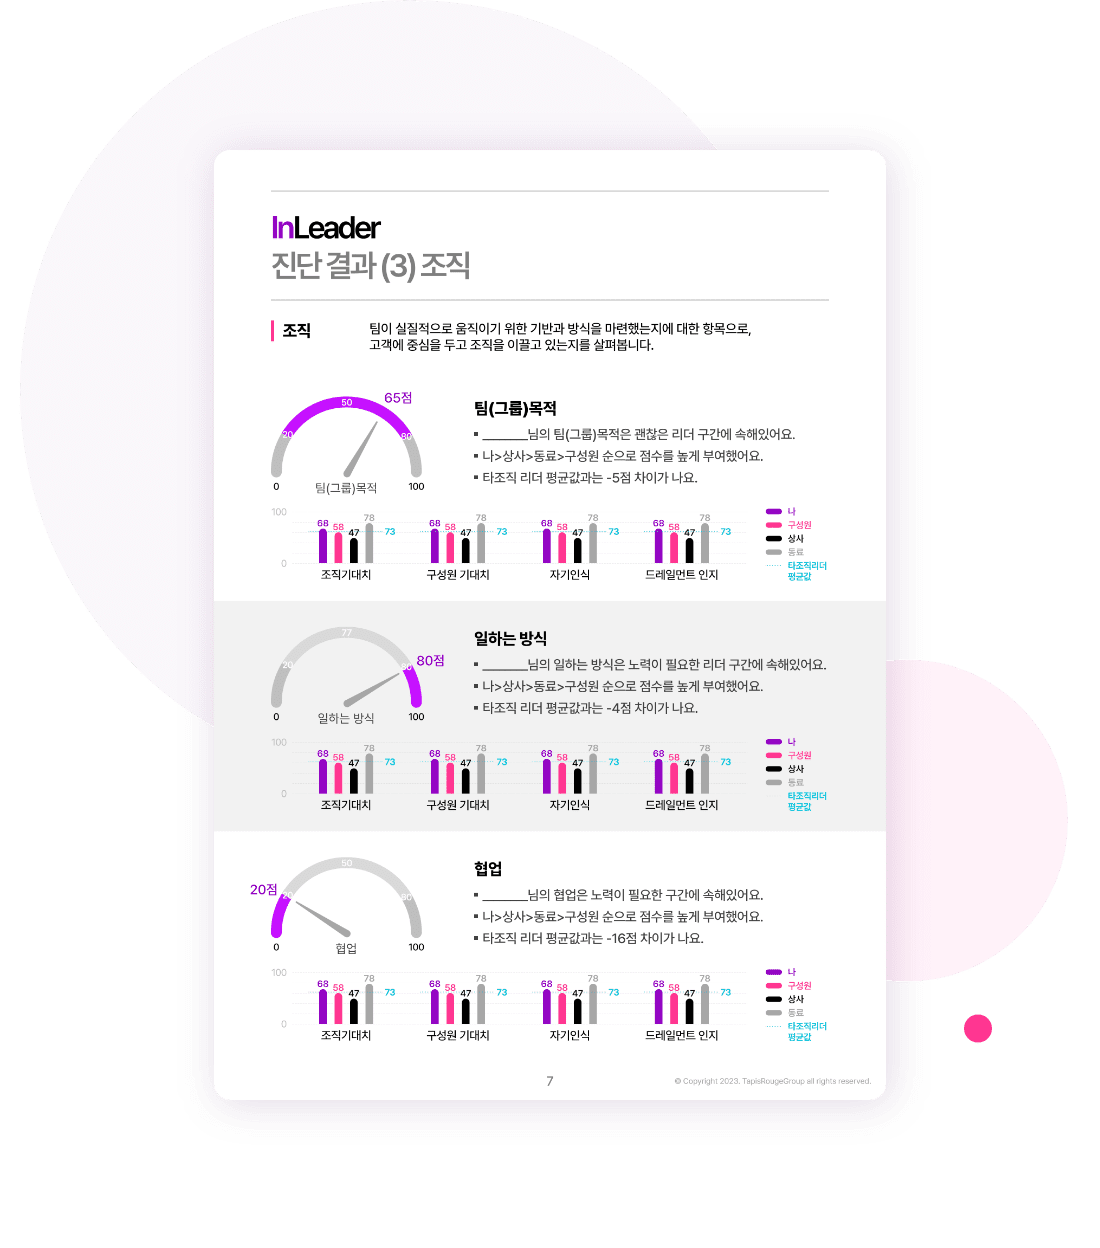 InLeader
진단 결과 (3) 조직
조직
팀이 실질적으로 움직이기 위한 기반과 방식을 마련했는지에 대한 항목으로,
고객에 중심을 두고 조직을 이끌고 있는지를 살펴봅니다.
65점
50
20
80
0
팀(그룹)목적
100
팀(그룹)목적
______님의 팀(그룹)목적은 괜찮은 리더 구간에 속해있어요.
나>상사>동료>구성원 순으로 점수를 높게 부여했어요.
타조직 리더 평균값과는 -5점 차이가 나요.
100
0
68 58 47 78 73
68 58 47 78 73
68 58 47 78 73
68 58 47 78 73
조직기대치
구성원 기대치
자기인식
드레일먼트 인지
나
구성원
상사
동료
타조직리더
평균값
80점
77
20
0
일하는 방식
100
일하는 방식
______님의 일하는 방식은 노력이 필요한 리더 구간에 속해있어요.
나>상사>동료>구성원 순으로 점수를 높게 부여했어요.
타조직 리더 평균값과는 -4점 차이가 나요.
100
0
68 58 47 78 73
68 58 47 78 73
68 58 47 78 73
68 58 47 78 73
조직기대치
구성원 기대치
자기인식
드레일먼트 인지
나
구성원
상사
동료
타조직리더
평균값
20점
50
20
80
0
협업
100
협업
______님의 협업은 노력이 필요한 구간에 속해있어요.
나>상사>동료>구성원 순으로 점수를 높게 부여했어요.
타조직 리더 평균값과는 -16점 차이가 나요.
100
0
68 58 47 78 73
68 58 47 78 73
68 58 47 78 73
68 58 47 78 73
조직기대치
구성원 기대치
자기인식
드레일먼트 인지
나
구성원
상사
동료
타조직리더
평균값
7
© Copyright 2023. TapisRougeGroup all rights reserved.